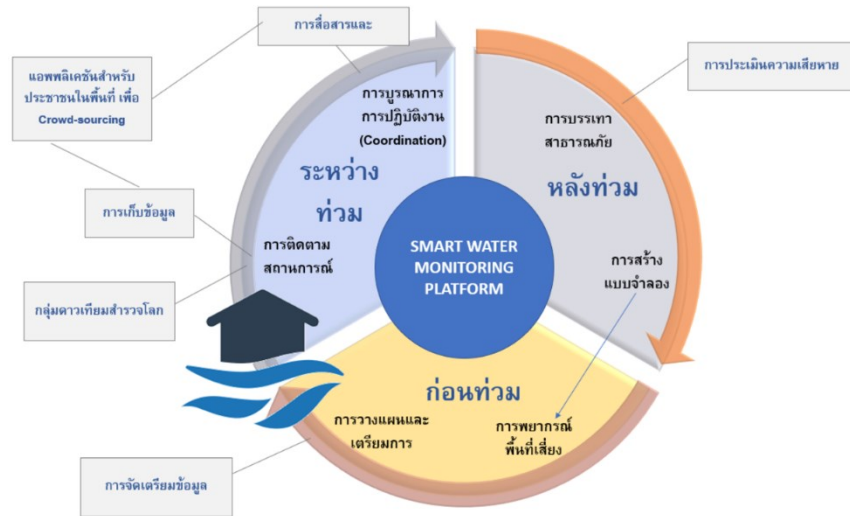 การสื่อสารและ
แอพพลิเคชันสำหรับ
ประชาชนในพื้นที่ เพื่อ
Crowd-sourcing
การเก็บข้อมูล
กลุ่มดาวเทียมสำรวจโลก
การจัดเตรียมข้อมูล
การประเมินความเสียหาย
การบูรณาการ
การปฏิบัติงาน
(Coordination)
ระหว่าง
ท่วม
การติดตาม
สถานการณ์
การบรรเทา
สาธารณภัย
หลังท่วม
การสร้าง
แบบจำลอง
SMART WATER
MONITORING
PLATFORM
ก่อนท่วม
การวางแผนและ
เตรียมการ
การพยากรณ์
พื้นที่เสี่ยง